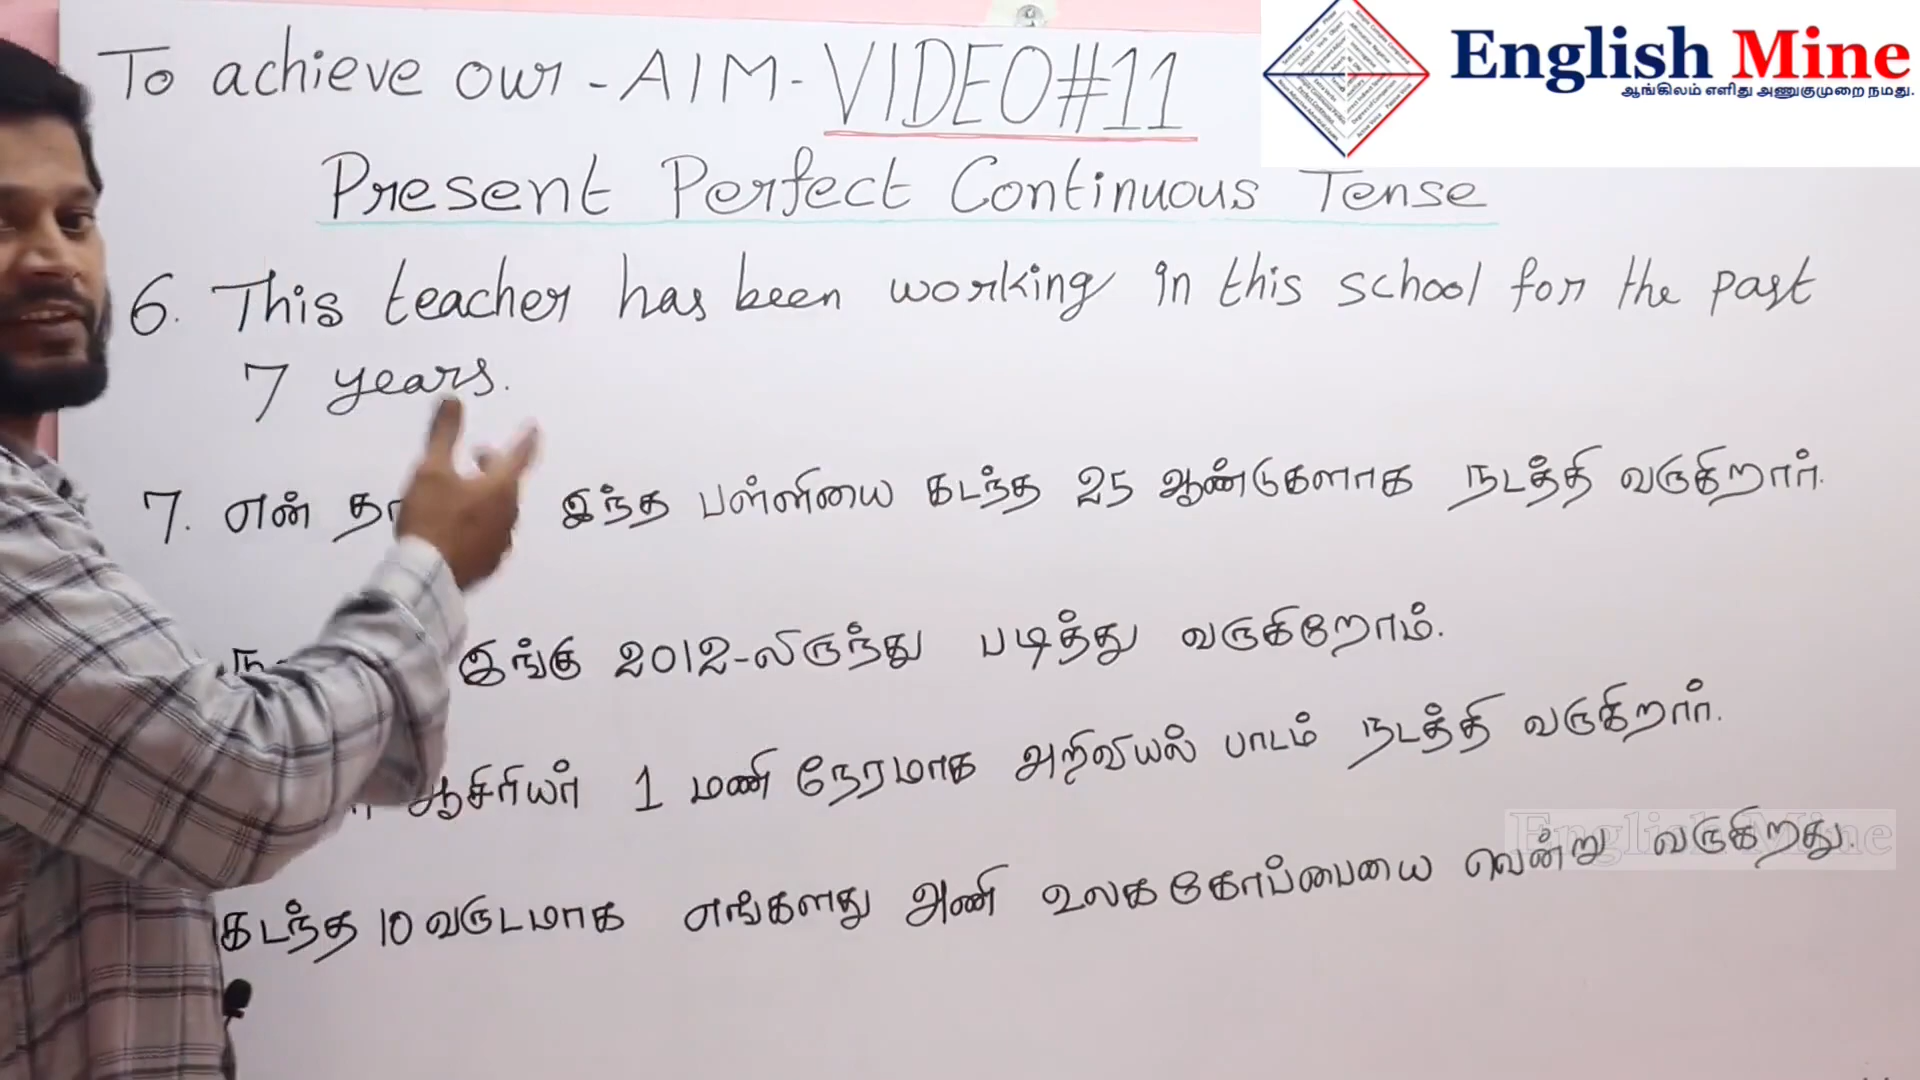 To achieve our - AIM - VIDEO#11
English Mine
ஆங்கிலம் எளிது அணுகுமுறை நமது.
Present Perfect Continuous Tense
6. This teacher has been working in this school for the past
7 years.
7. என் இந்த பள்ளியை கடந்த 25 ஆண்டுகளாக நடத்தி வருகிறார்.
இங்கு 2012-லிருந்து படித்து வருகிறோம்.
ஆசிரியர் 1 மணி நேரமாக அறிவியல் பாடம் நடத்தி வருகிறார்.
English Mine
கடந்த 10 வருடமாக எங்களது அணி உலக கோப்பையை வென்று வருகிறது.